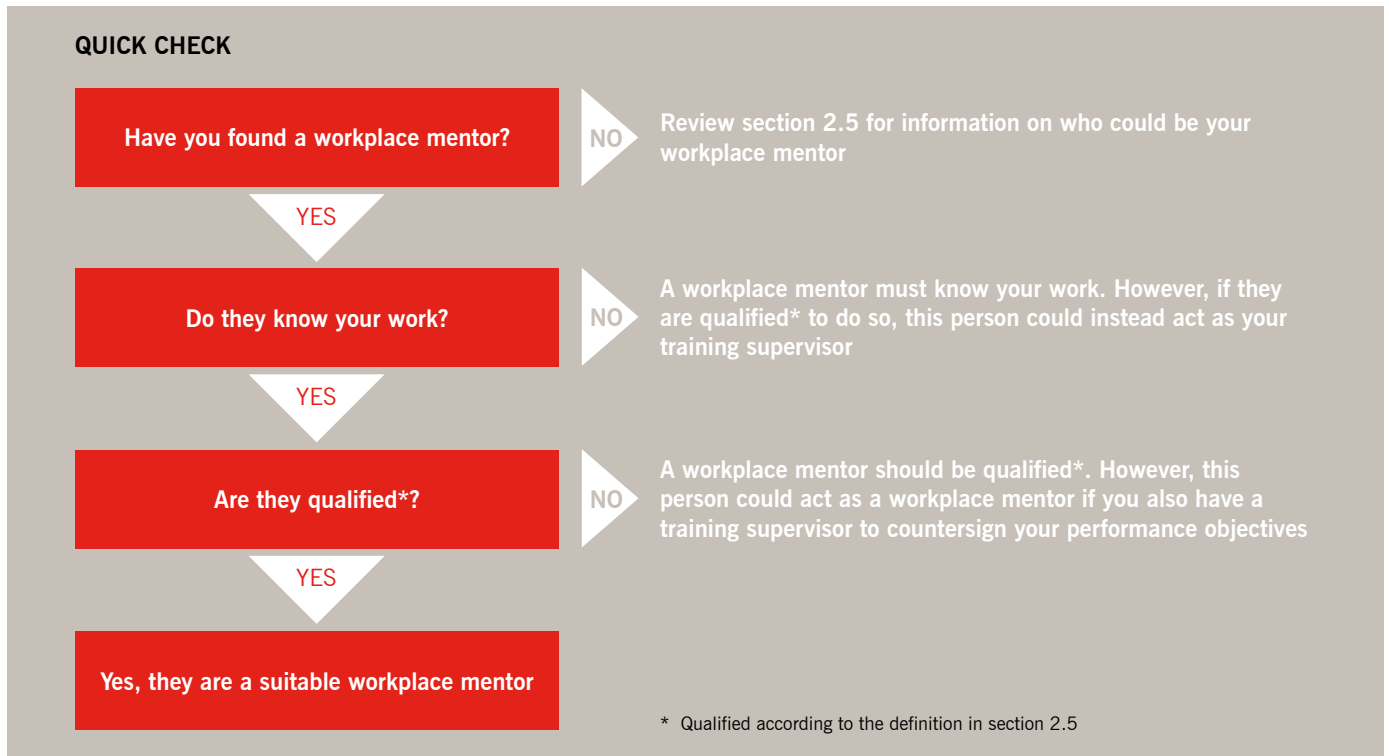 QUICK CHECK
Have you found a workplace mentor?
NO
Review section 2.5 for information on who could be your
workplace mentor
YES
Do they know your work?
NO
A workplace mentor must know your work. However, if they
are qualified* to do so, this person could instead act as your
training supervisor
YES
Are they qualified*?
NO
A workplace mentor should be qualified*. However, this
person could act as a workplace mentor if you also have a
training supervisor to countersign your performance objectives
YES
Yes, they are a suitable workplace mentor
* Qualified according to the definition in section 2.5